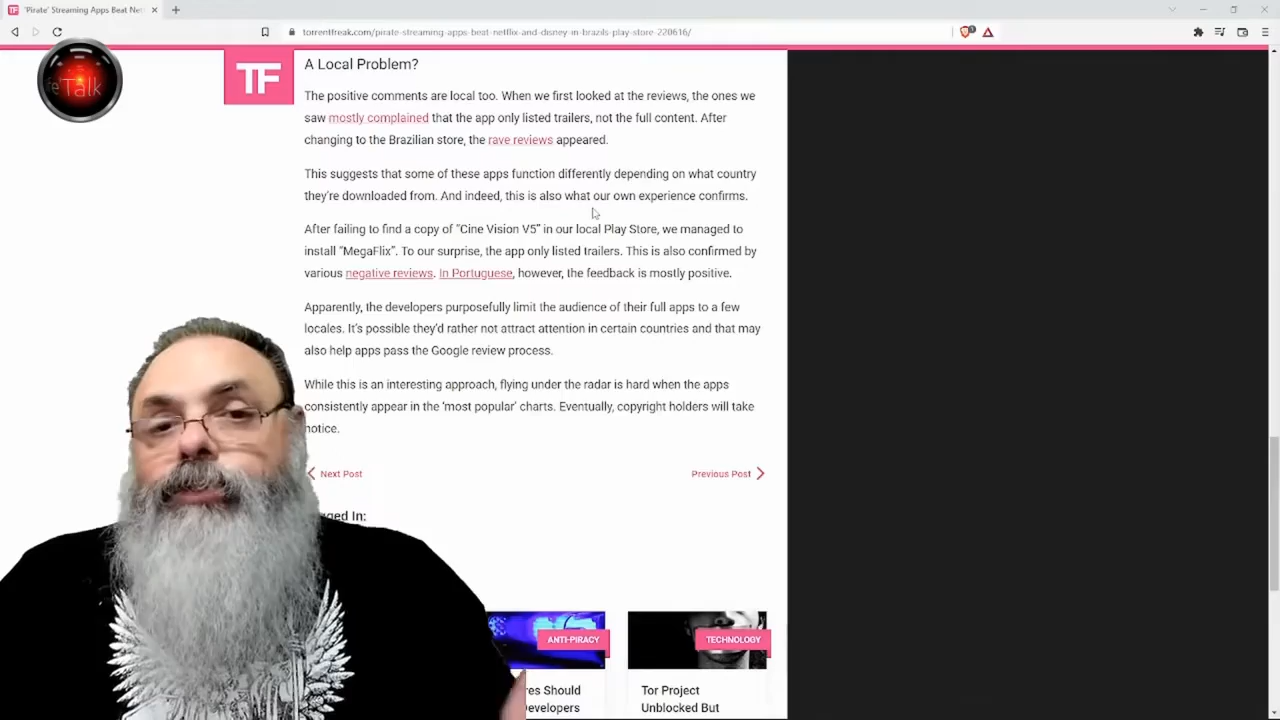 'Pirate' Streaming Apps Beat Net
torrentfreak.com/pirate-streaming-apps-beat-netflix-and-disney-in-brazils-play-store-220616/
eTalk
TF
A Local Problem?
The positive comments are local too. When we first looked at the reviews, the ones we
saw mostly complained that the app only listed trailers, not the full content. After
changing to the Brazilian store, the rave reviews appeared.
This suggests that some of these apps function differently depending on what country
they're downloaded from. And indeed, this is also what our own experience confirms.
After failing to find a copy of "Cine Vision V5" in our local Play Store, we managed to
install "MegaFlix". To our surprise, the app only listed trailers. This is also confirmed by
various negative reviews. In Portuguese, however, the feedback is mostly positive.
Apparently, the developers purposefully limit the audience of their full apps to a few
locales. It's possible they'd rather not attract attention in certain countries and that may
also help apps pass the Google review process.
While this is an interesting approach, flying under the radar is hard when the apps
consistently appear in the 'most popular' charts. Eventually, copyright holders will take
notice.
Next Post
Previous Post
gged In:
ANTI-PIRACY
TECHNOLOGY
res Should
evelopers
Tor Project
Unblocked But